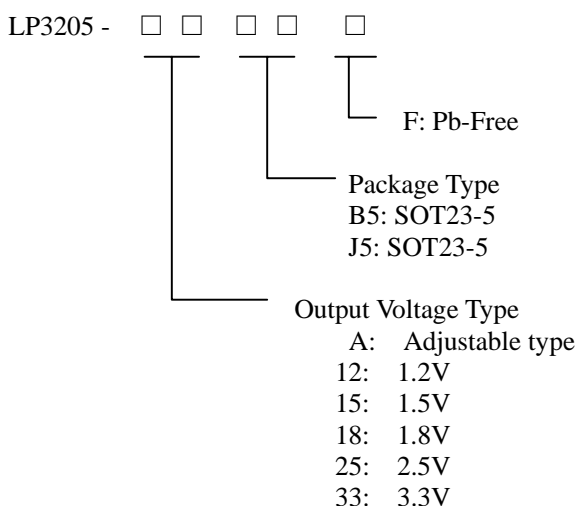 LP3205 - □ □ □ □ □
F: Pb-Free
Package Type
B5: SOT23-5
J5: SOT23-5
Output Voltage Type
A: Adjustable type
12: 1.2V
15: 1.5V
18: 1.8V
25: 2.5V
33: 3.3V